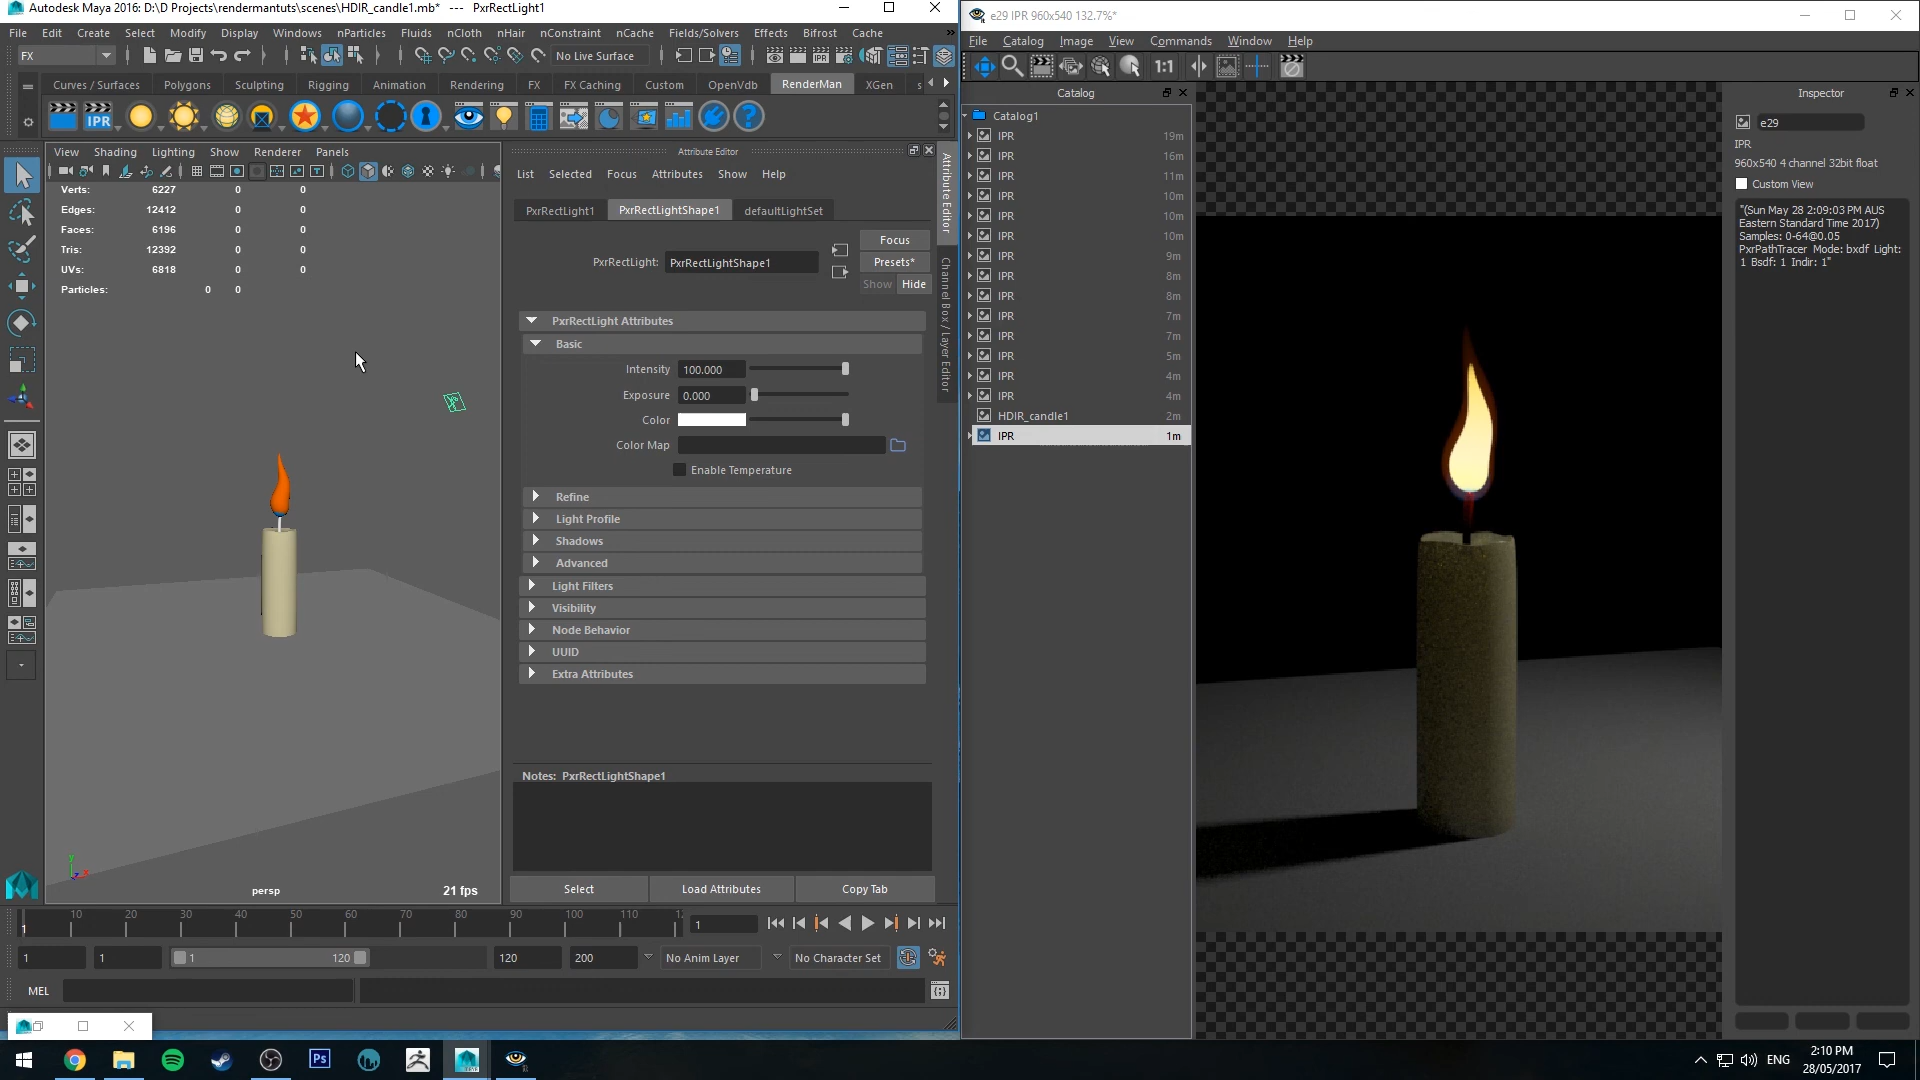 Autodesk Maya 2016: D:\D Projects\rendermantuts\scenes\HDIR_candle1.mb*  ---  PxrRectLight1
File Edit Create Select Modify Display Windows nParticles Fluids nCloth nHair nConstraint nCache Fields/Solvers Effects Bifrost Cache
FX
No Live Surface
IPR
Curves / Surfaces Polygons Sculpting Rigging Animation Rendering FX FX Caching Custom OpenVdb RenderMan XGen s
IPR
View Shading Lighting Show Renderer Panels
Verts: 6227 0 0
Edges: 12412 0 0
Faces: 6196 0 0
Tris: 12392 0 0
UVs: 6818 0 0
Particles: 0 0
persp
21 fps
Attribute Editor
List Selected Focus Attributes Show Help
PxrRectLight1 PxrRectLightShape1 defaultLightSet
PxrRectLight: PxrRectLightShape1
Focus
Presets*
Show Hide
PxrRectLight Attributes
Basic
Intensity 100.000
Exposure 0.000
Color
Color Map
Enable Temperature
Refine
Light Profile
Shadows
Advanced
Light Filters
Visibility
Node Behavior
UUID
Extra Attributes
Notes: PxrRectLightShape1
Select Load Attributes Copy Tab
Attribute Editor
Channel Box / Layer Editor
1 10 20 30 40 50 60 70 80 90 100 110 12
1
1 1 1 120 120 200 No Anim Layer No Character Set
MEL
e29 IPR 960x540 132.7%*
File Catalog Image View Commands Window Help
1:1
Catalog
Catalog1
IPR 19m
IPR 16m
IPR 11m
IPR 10m
IPR 10m
IPR 10m
IPR 9m
IPR 8m
IPR 8m
IPR 7m
IPR 7m
IPR 5m
IPR 4m
IPR 4m
HDIR_candle1 2m
IPR 1m
Inspector
e29
IPR
960x540 4 channel 32bit float
Custom View
"(Sun May 28 2:09:03 PM AUS
Eastern Standard Time 2017)
Samples: 0-64@0.05
PxrPathTracer Mode: bxdf Light:
1 Bsdf: 1 Indir: 1"
Ps
ENG
2:10 PM
28/05/2017